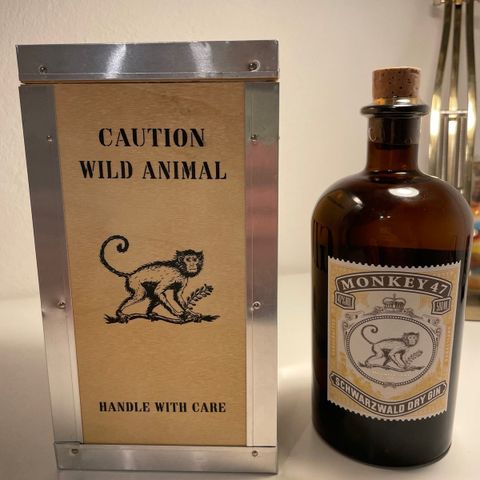 CAUTION
WILD ANIMAL
HANDLE WITH CARE
MONKEY 47
SCHWARZWALD DRY GIN